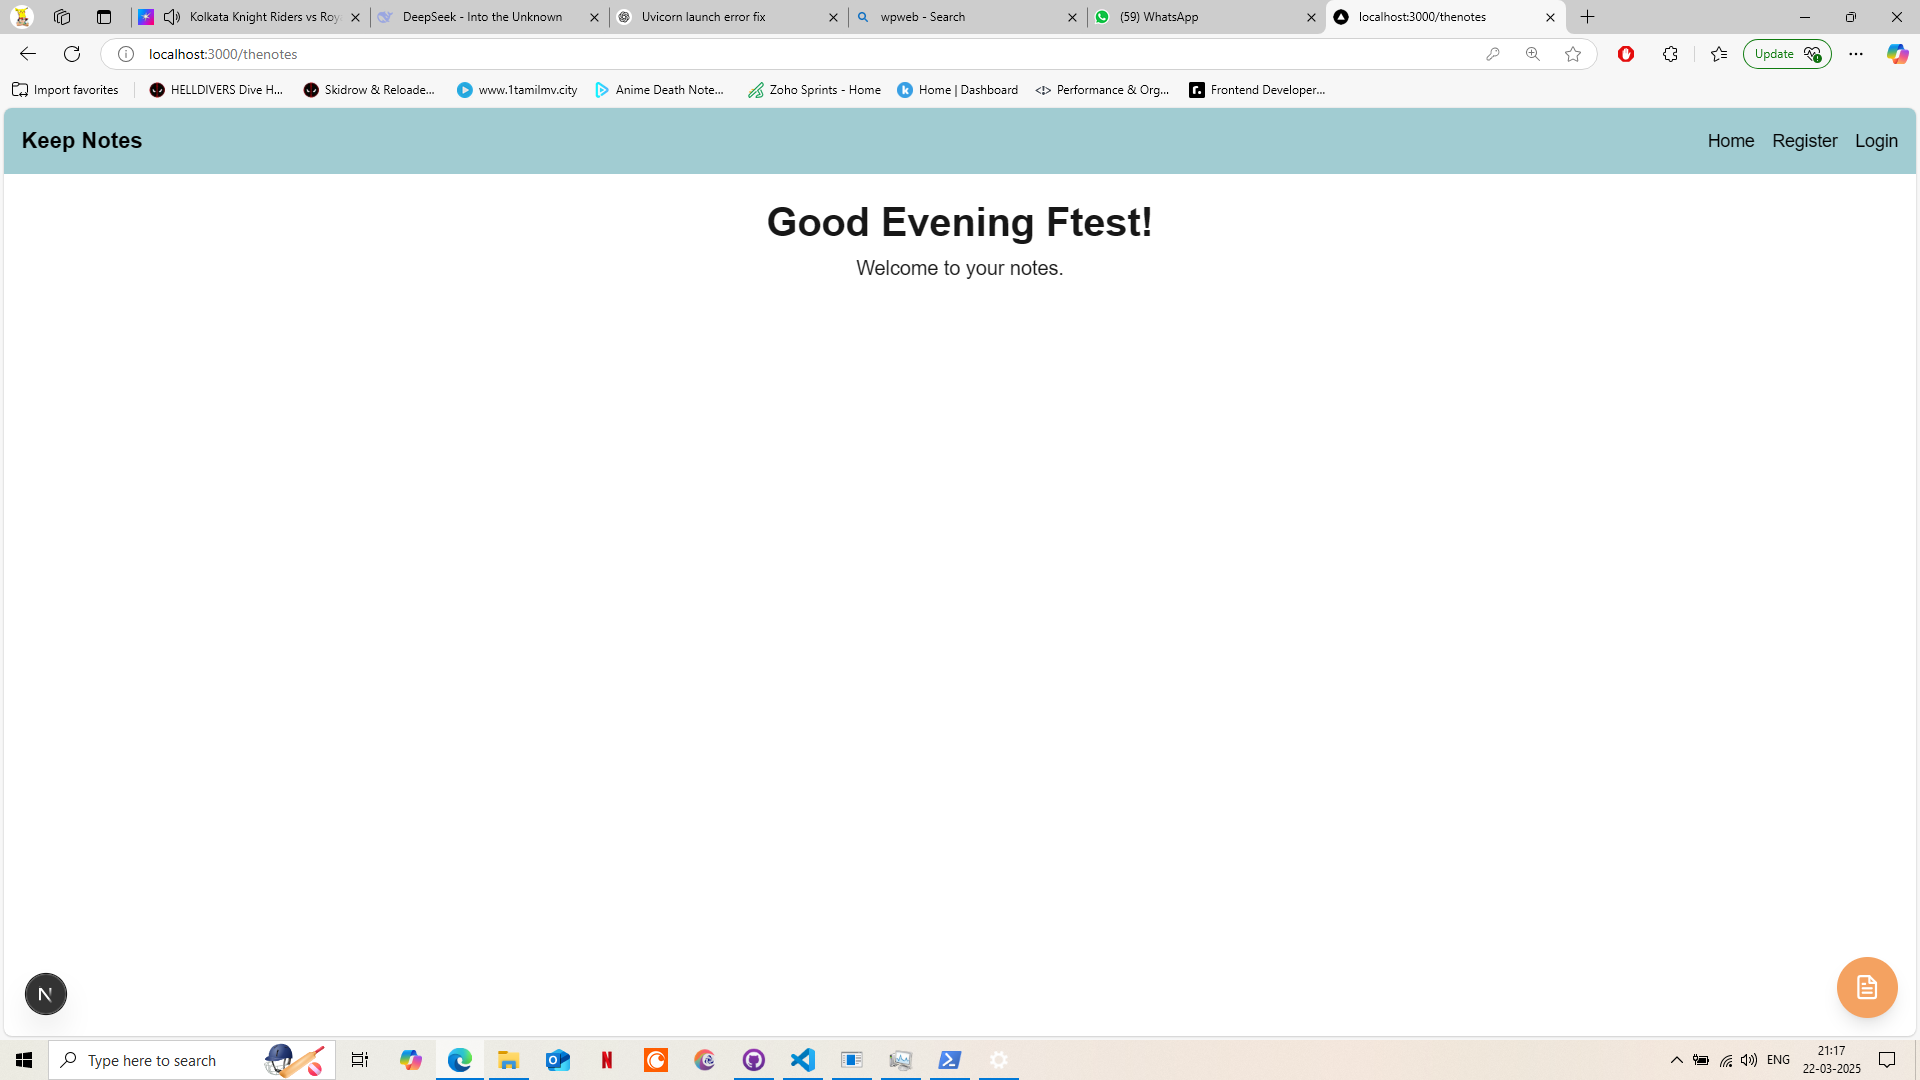 Kolkata Knight Riders vs Roy
DeepSeek - Into the Unknown
Uvicorn launch error fix
wpweb - Search
(59) WhatsApp
localhost:3000/thenotes
localhost:3000/thenotes
Update
Import favorites
HELLDIVERS Dive H...
Skidrow & Reloade...
www.1tamilmv.city
Anime Death Note...
Zoho Sprints - Home
Home | Dashboard
Performance & Org...
Frontend Developer...
Keep Notes
Home
Register
Login
Good Evening Ftest!
Welcome to your notes.
N
Type here to search
ENG
21:17
22-03-2025